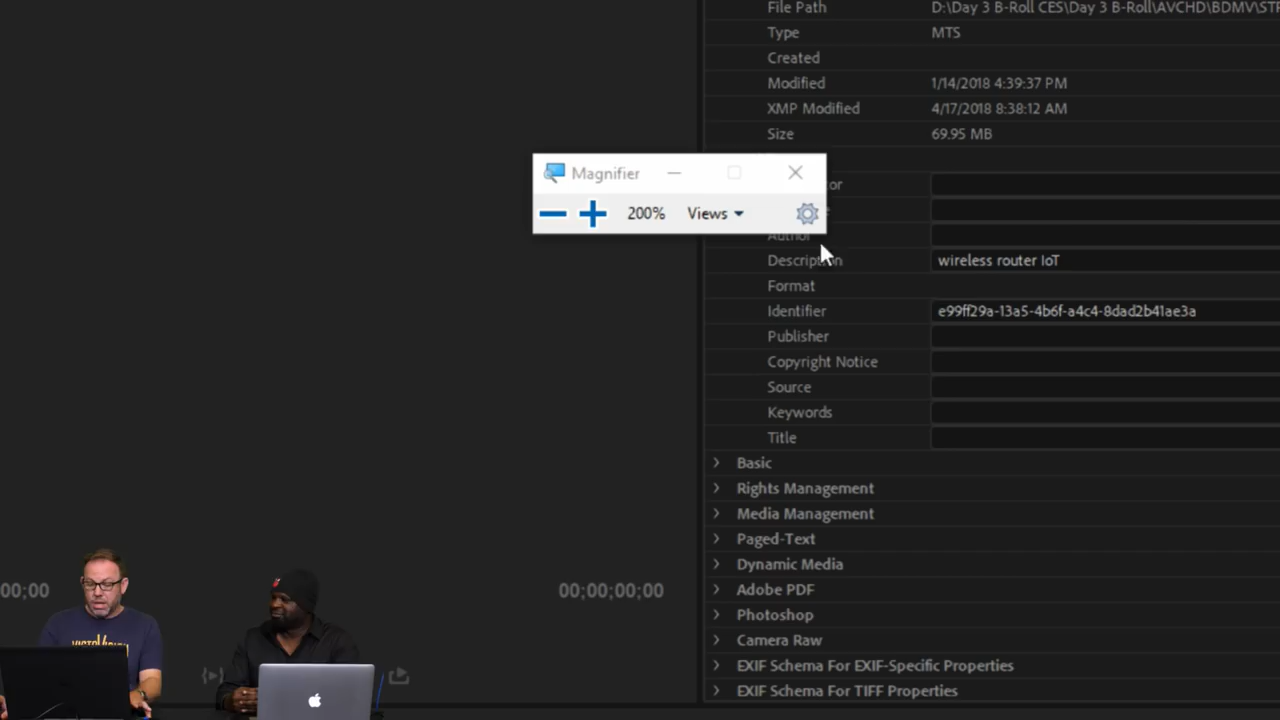 File Path D:\Day 3 B-Roll CES\Day 3 B-Roll\AVCHD\BDMV\STR
Type MTS
Created
Modified 1/14/2018 4:39:37 PM
XMP Modified 4/17/2018 8:38:12 AM
Size 69.95 MB
Magnifier
200% Views
Author
Description wireless router IoT
Format
Identifier e99ff29a-13a5-4b6f-a4c4-8dad2b41ae3a
Publisher
Copyright Notice
Source
Keywords
Title
Basic
Rights Management
Media Management
Paged-Text
Dynamic Media
Adobe PDF
Photoshop
Camera Raw
EXIF Schema For EXIF-Specific Properties
EXIF Schema For TIFF Properties
00;00
00;00;00;00